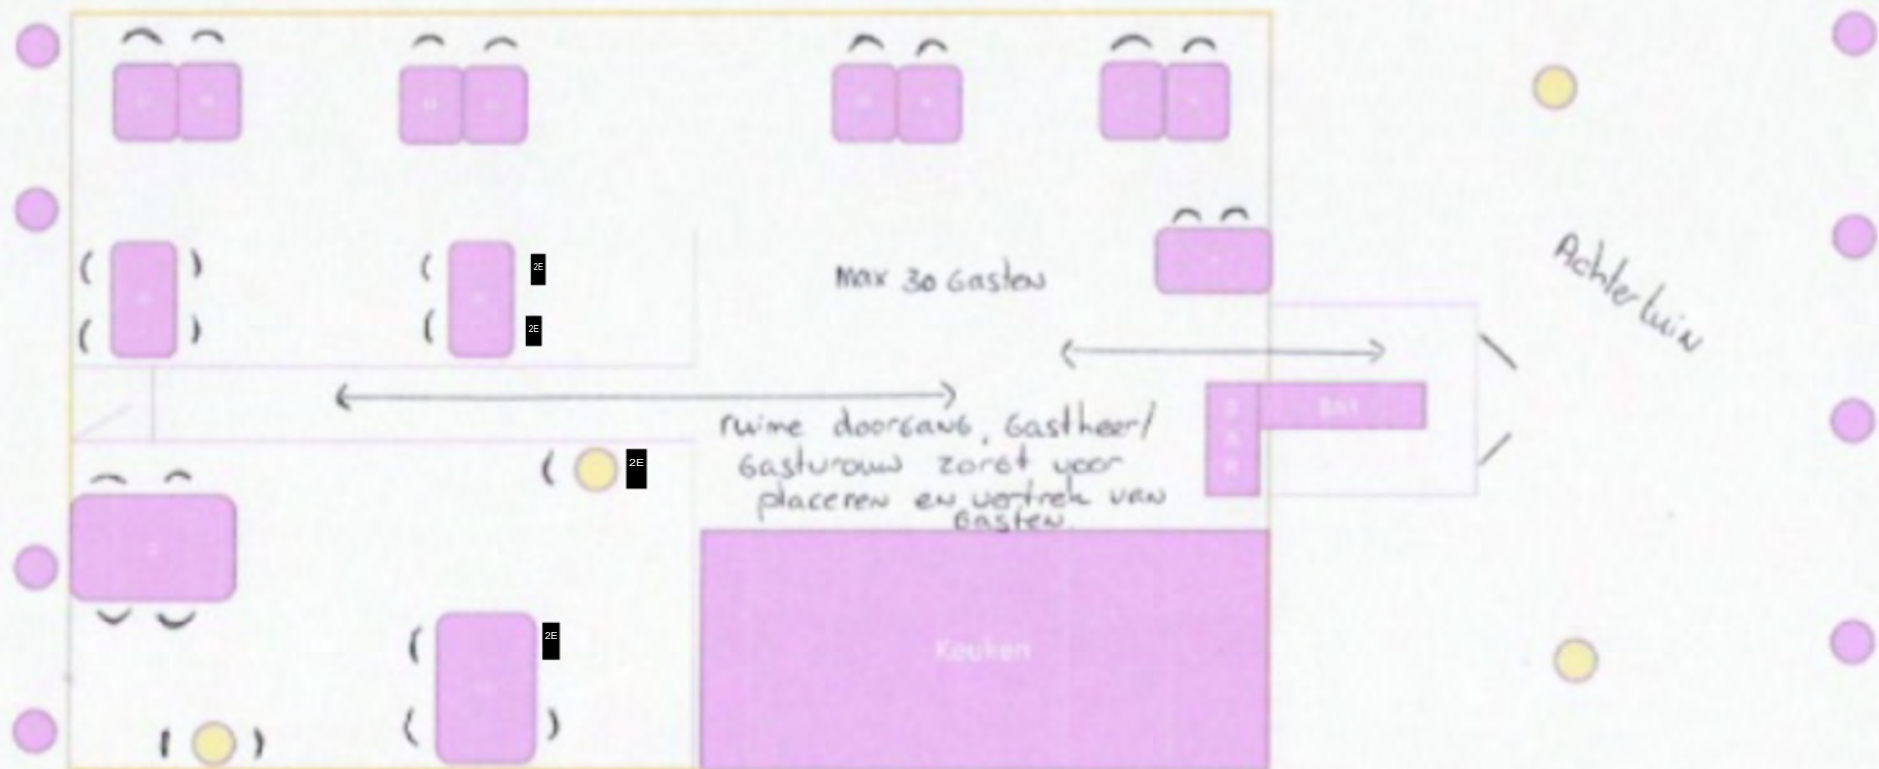 2E
max 30 Gasten
2E
Achtertuin
ruime doorgang, Gastheer/
Gastvrouw zorgt voor
placeren en vertrek van
Gasten.
BAR
Bar
2E
2E
Keuken